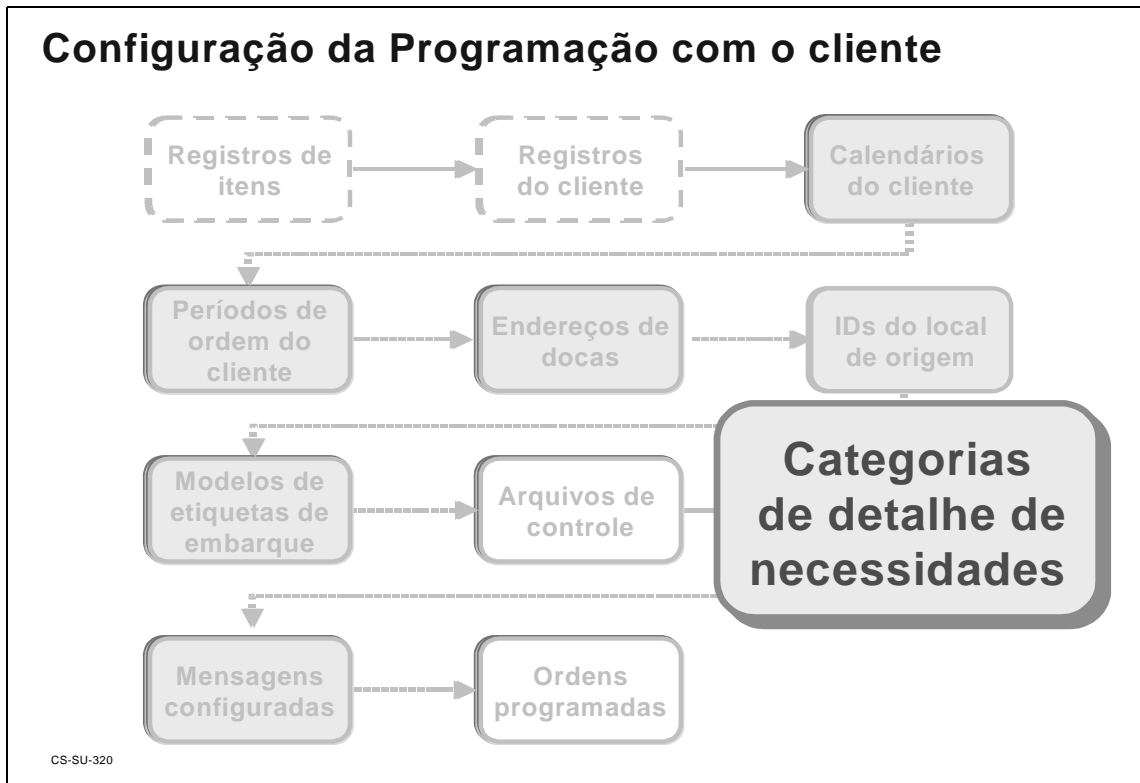 Configuração da Programação com o cliente
Registros de
itens
Registros
do cliente
Calendários
do cliente
Períodos de
ordem do
cliente
Endereços de
docas
IDs do local
de origem
Modelos de
etiquetas de
embarque
Arquivos de
controle
Categorias
de detalhe de
necessidades
Mensagens
configuradas
Ordens
programadas
CS-SU-320